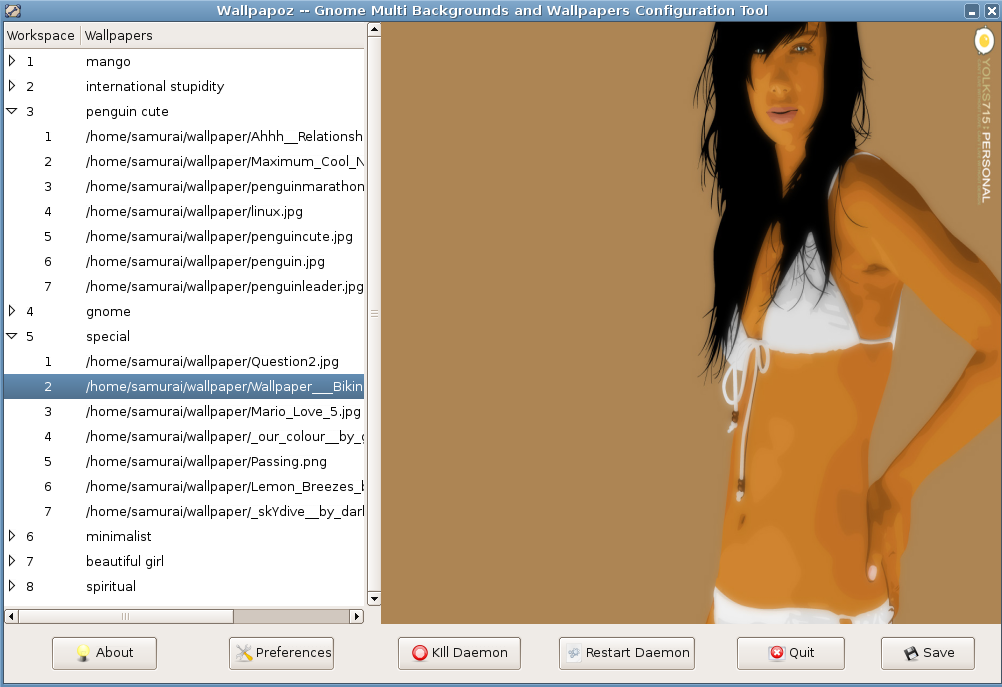 Wallpapoz -- Gnome Multi Backgrounds and Wallpapers Configuration Tool
Workspace Wallpapers
1 mango
2 international stupidity
3 penguin cute
1 /home/samurai/wallpaper/Ahhh__Relationsh
2 /home/samurai/wallpaper/Maximum_Cool_N
3 /home/samurai/wallpaper/penguinmarathon
4 /home/samurai/wallpaper/linux.jpg
5 /home/samurai/wallpaper/penguincute.jpg
6 /home/samurai/wallpaper/penguin.jpg
7 /home/samurai/wallpaper/penguinleader.jpg
4 gnome
5 special
1 /home/samurai/wallpaper/Question2.jpg
2 /home/samurai/wallpaper/Wallpaper___Bikin
3 /home/samurai/wallpaper/Mario_Love_5.jpg
4 /home/samurai/wallpaper/_our_colour__by_
5 /home/samurai/wallpaper/Passing.png
6 /home/samurai/wallpaper/Lemon_Breezes_
7 /home/samurai/wallpaper/_skYdive__by_dar
6 minimalist
7 beautiful girl
8 spiritual
YOLKS715:PERSONAL
About Preferences KIll Daemon Restart Daemon Quit Save